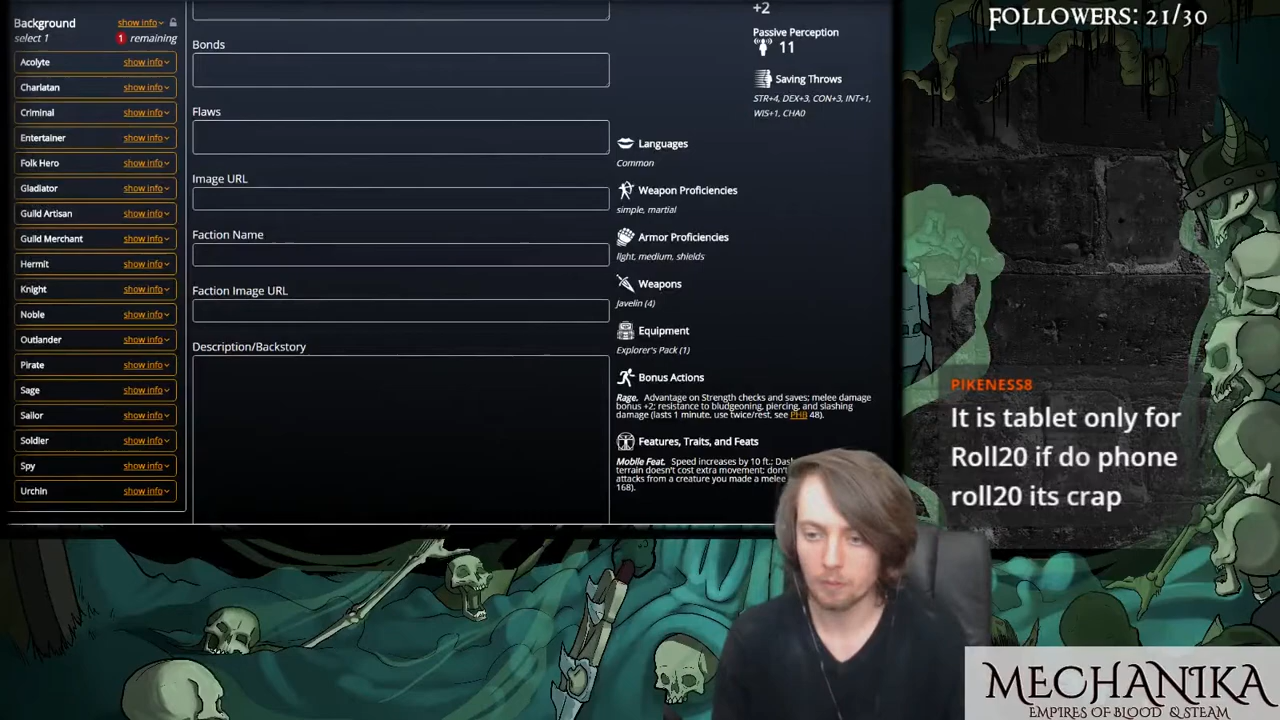 Background show info
select 1 1 remaining
Acolyte show info
Charlatan show info
Criminal show info
Entertainer show info
Folk Hero show info
Gladiator show info
Guild Artisan show info
Guild Merchant show info
Hermit show info
Knight show info
Noble show info
Outlander show info
Pirate show info
Sage show info
Sailor show info
Soldier show info
Spy show info
Urchin show info
Bonds
Flaws
Image URL
Faction Name
Faction Image URL
Description/Backstory
+2
Passive Perception
11
Saving Throws
STR+4, DEX+3, CON+3, INT+1,
WIS+1, CHA0
Languages
Common
Weapon Proficiencies
simple, martial
Armor Proficiencies
light, medium, shields
Weapons
Javelin (4)
Equipment
Explorer's Pack (1)
Bonus Actions
Rage. Advantage on Strength checks and saves; melee damage
bonus +2; resistance to bludgeoning, piercing, and slashing
damage (lasts 1 minute, use twice/rest, see PHB 48).
Features, Traits, and Feats
Mobile Feat. Speed increases by 10 ft.;
terrain doesn't cost extra movement;
attacks from a creature you made a melee
168).
FOLLOWERS: 21/30
PIKENESS8
It is tablet only for
Roll20 if do phone
roll20 its crap
MECHANIKA
EMPIRES OF BLOOD & STEAM